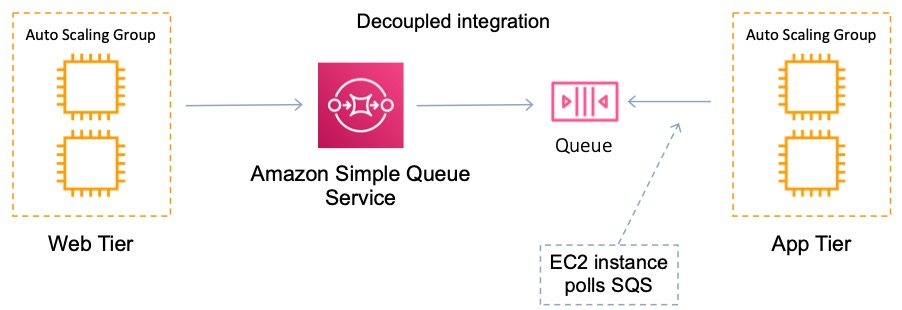 Decoupled integration
Auto Scaling Group
Web Tier
Amazon Simple Queue
Service
Queue
EC2 instance
polls SQS
Auto Scaling Group
App Tier